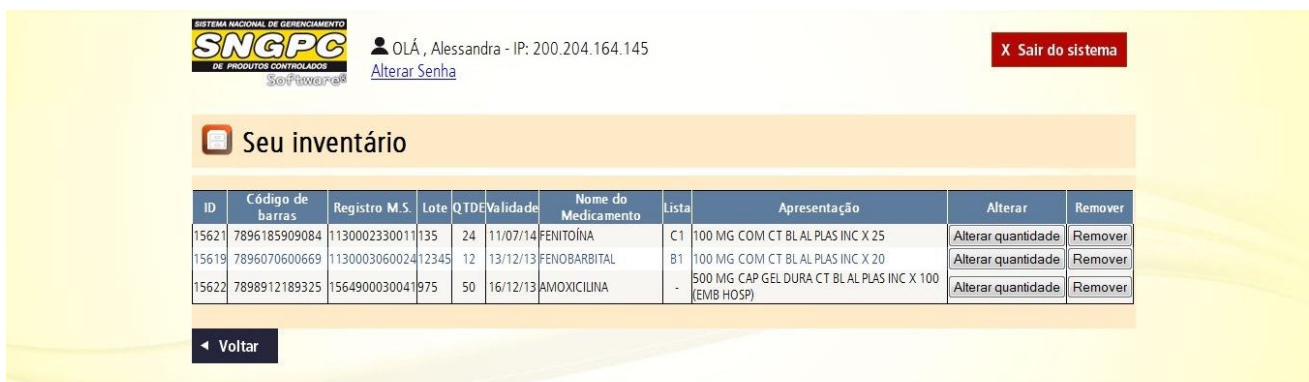 SISTEMA NACIONAL DE GERENCIAMENTO
SNGPC
DE PRODUTOS CONTROLADOS
Software®
OLÁ , Alessandra - IP: 200.204.164.145
Alterar Senha
X Sair do sistema
Seu inventário
ID Código de barras Registro M.S. Lote QTDE Validade Nome do Medicamento Lista Apresentação Alterar Remover
15621 7896185909084 1130002330011 135 24 11/07/14 FENITOÍNA C1 100 MG COM CT BL AL PLAS INC X 25 Alterar quantidade Remover
15619 7896070600669 1130003060024 12345 12 13/12/13 FENOBARBITAL B1 100 MG COM CT BL AL PLAS INC X 20 Alterar quantidade Remover
15622 7898912189325 1564900030041 975 50 16/12/13 AMOXICILINA - 500 MG CAP GEL DURA CT BL AL PLAS INC X 100 (EMB HOSP) Alterar quantidade Remover
Voltar